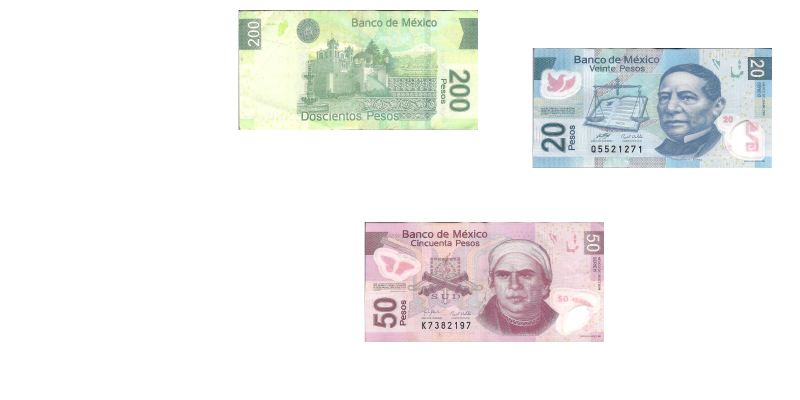 200
Banco de México
200
Pesos
Doscientos Pesos
Banco de México
Veinte Pesos
20
20
Pesos
20
Q5521271
Banco de México
Cincuenta Pesos
50
SUD
50
Pesos
50
K7382197